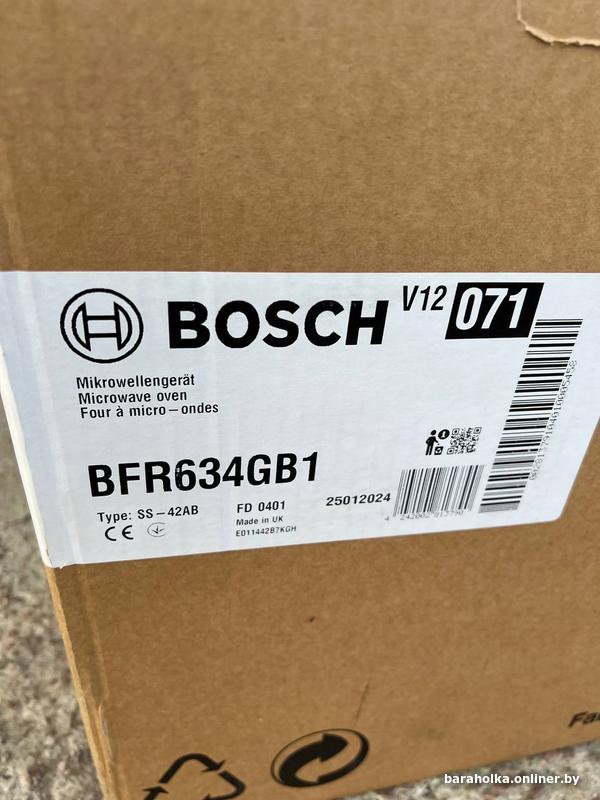 BOSCH
V12 071
Mikrowellengerät
Microwave oven
Four à micro-ondes
BFR634GB1
Type: SS-42AB
FD 0401
25012024
Made in UK
E01144287KGH
CE
baraholka.onliner.by